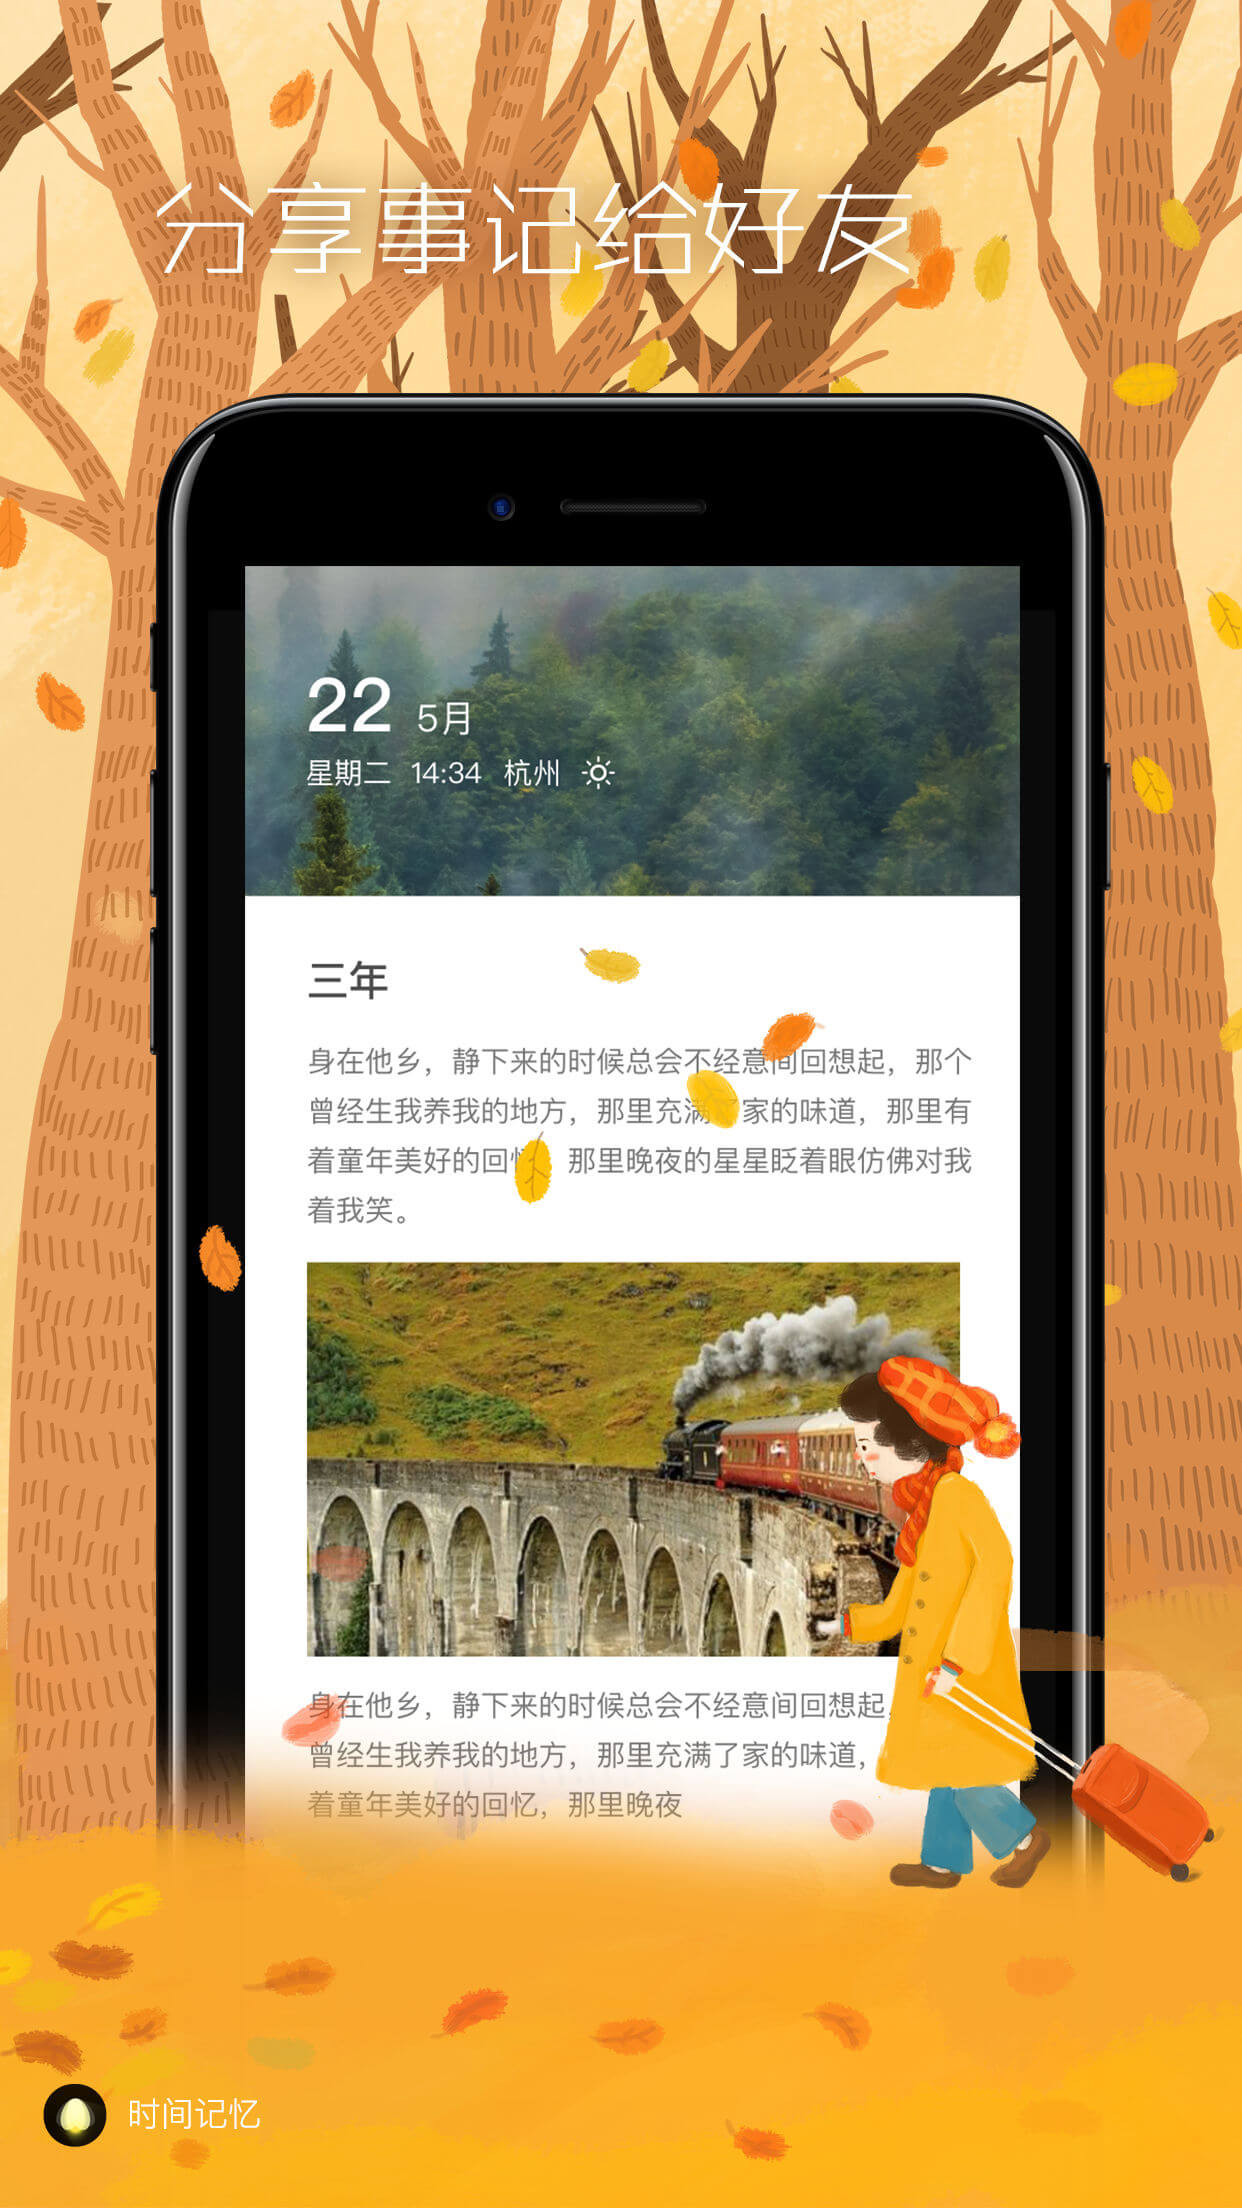 分享事记给好友
22 5月
星期二 14:34 杭州
三年
身在他乡，静下来的时候总会不经意间回想起，那个
曾经生我养我的地方，那里充满了家的味道，那里有
着童年美好的回忆 那里晚夜的星星眨着眼仿佛对我
着我笑。
身在他乡，静下来的时候总会不经意间回想起，
曾经生我养我的地方，那里充满了家的味道，
着童年美好的回忆，那里晚夜
时间记忆